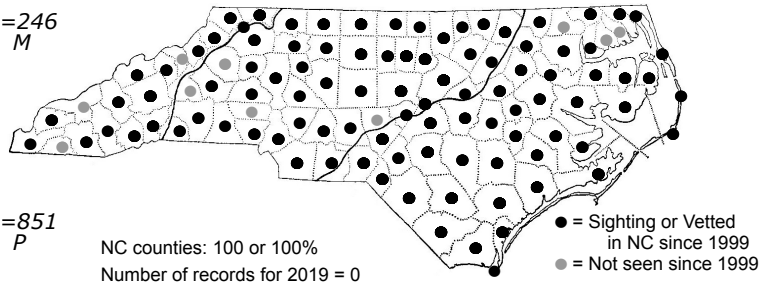 =246
M
=851
P
NC counties: 100 or 100%
Number of records for 2019 = 0
= Sighting or Vetted
in NC since 1999
= Not seen since 1999